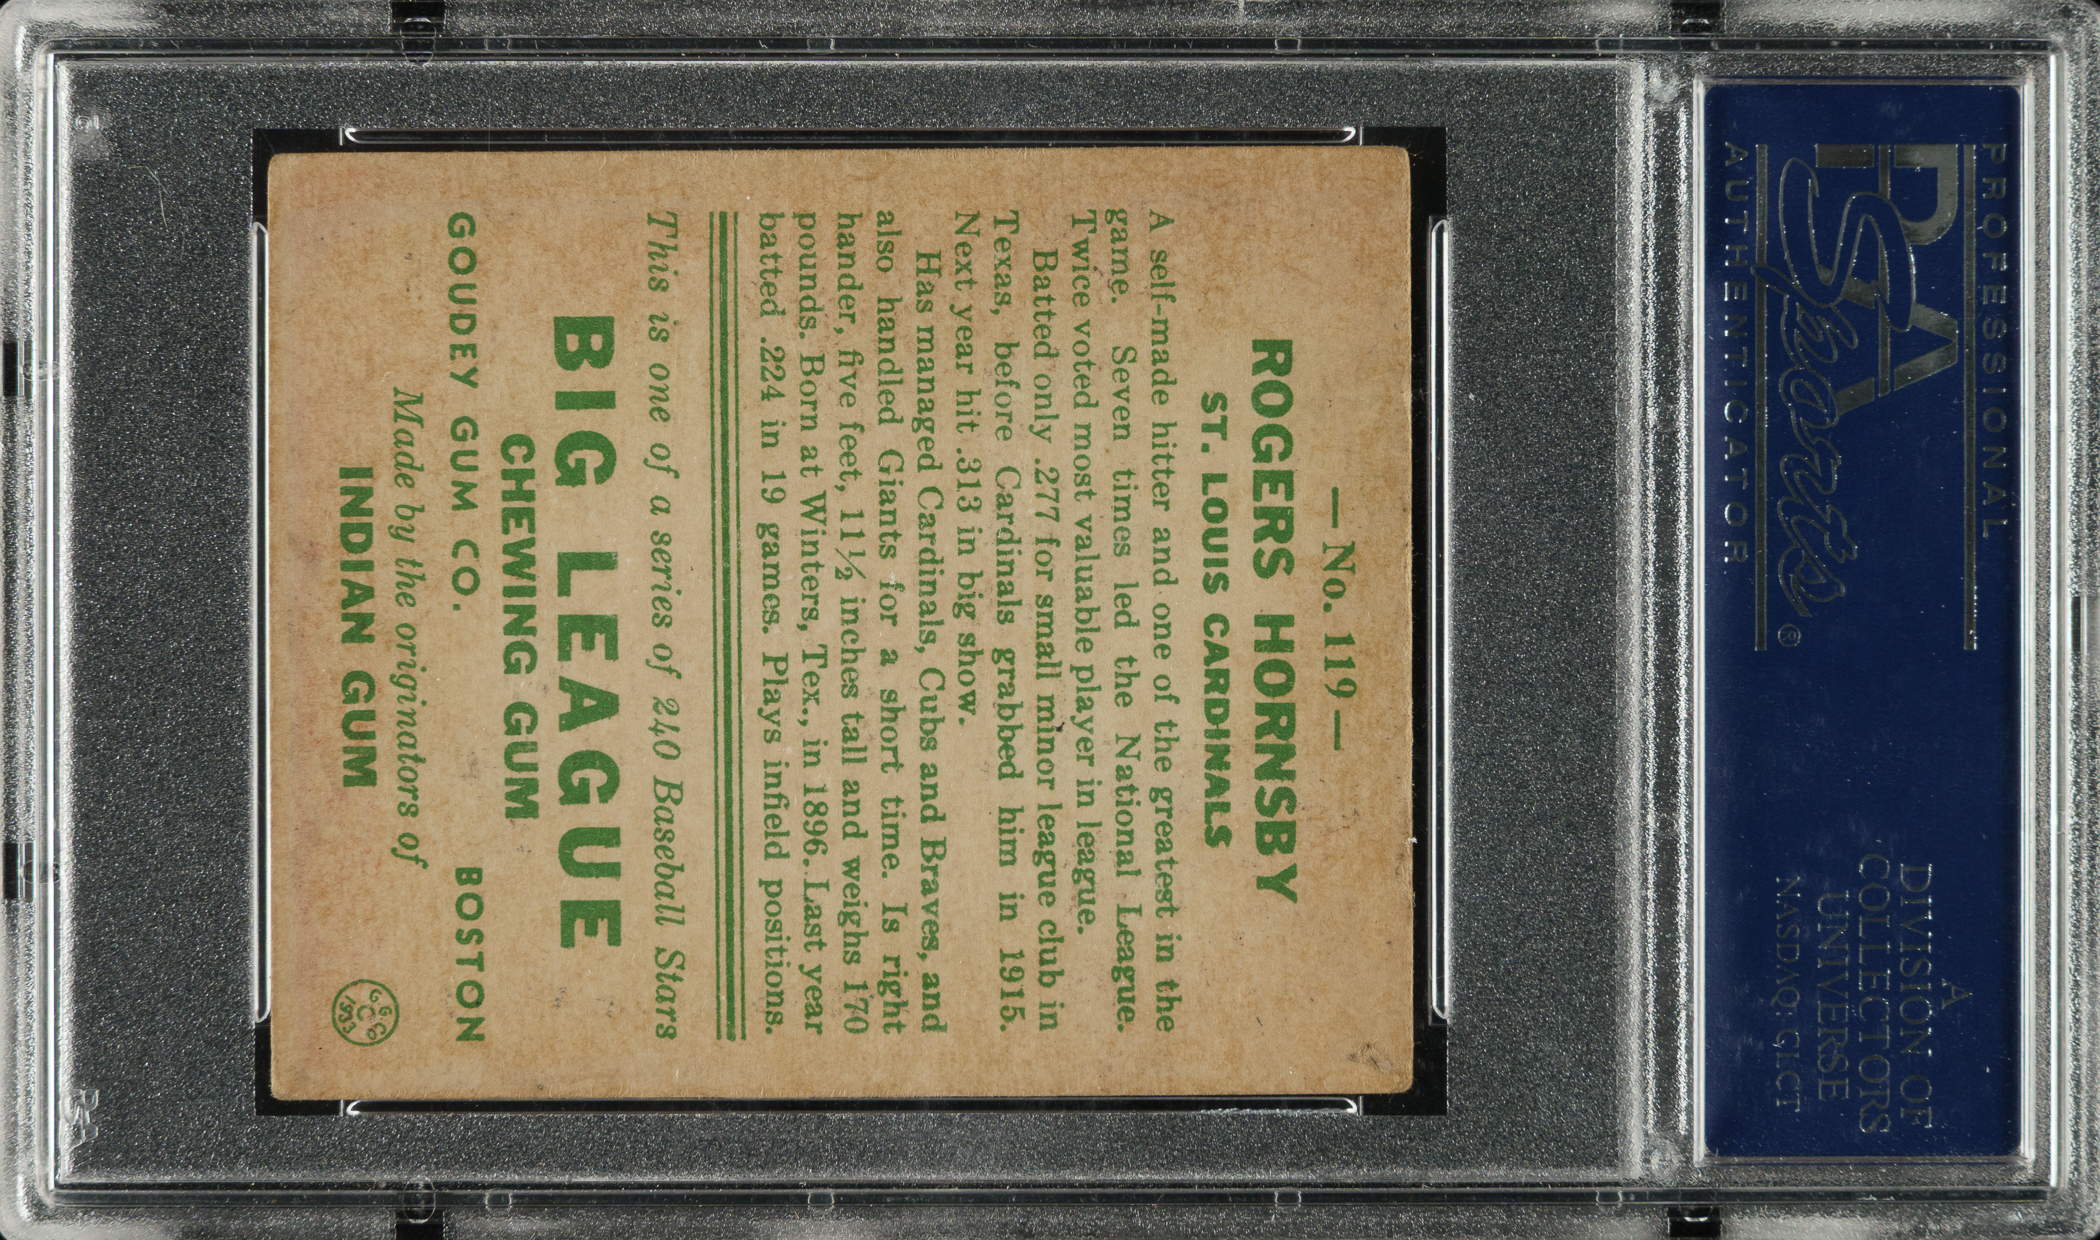 PROFESSIONAL
PSA
Sports
®
AUTHENTICATOR
A
DIVISION OF
COLLECTORS
UNIVERSE
NASDAQ: CLCT
—No. 119—
ROGERS HORNSBY
ST. LOUIS CARDINALS
A self-made hitter and one of the greatest in the
game. Seven times led the National League.
Twice voted most valuable player in league.
Batted only .277 for small minor league club in
Texas, before Cardinals grabbed him in 1915.
Next year hit .313 in big show.
Has managed Cardinals, Cubs and Braves, and
also handled Giants for a short time. Is right
hander, five feet, 11½ inches tall and weighs 170
pounds. Born at Winters, Tex., in 1896. Last year
batted .224 in 19 games. Plays infield positions.
This is one of a series of 240 Baseball Stars
BIG LEAGUE
CHEWING GUM
GOUDEY GUM CO. BOSTON
Made by the originators of
INDIAN GUM
G.G.C.Co
1933
PSA